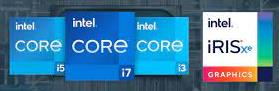 intel.
CORE
i5
intel.
CORE
i7
intel.
CORE
i3
intel.
iRIS xe
GRAPHICS